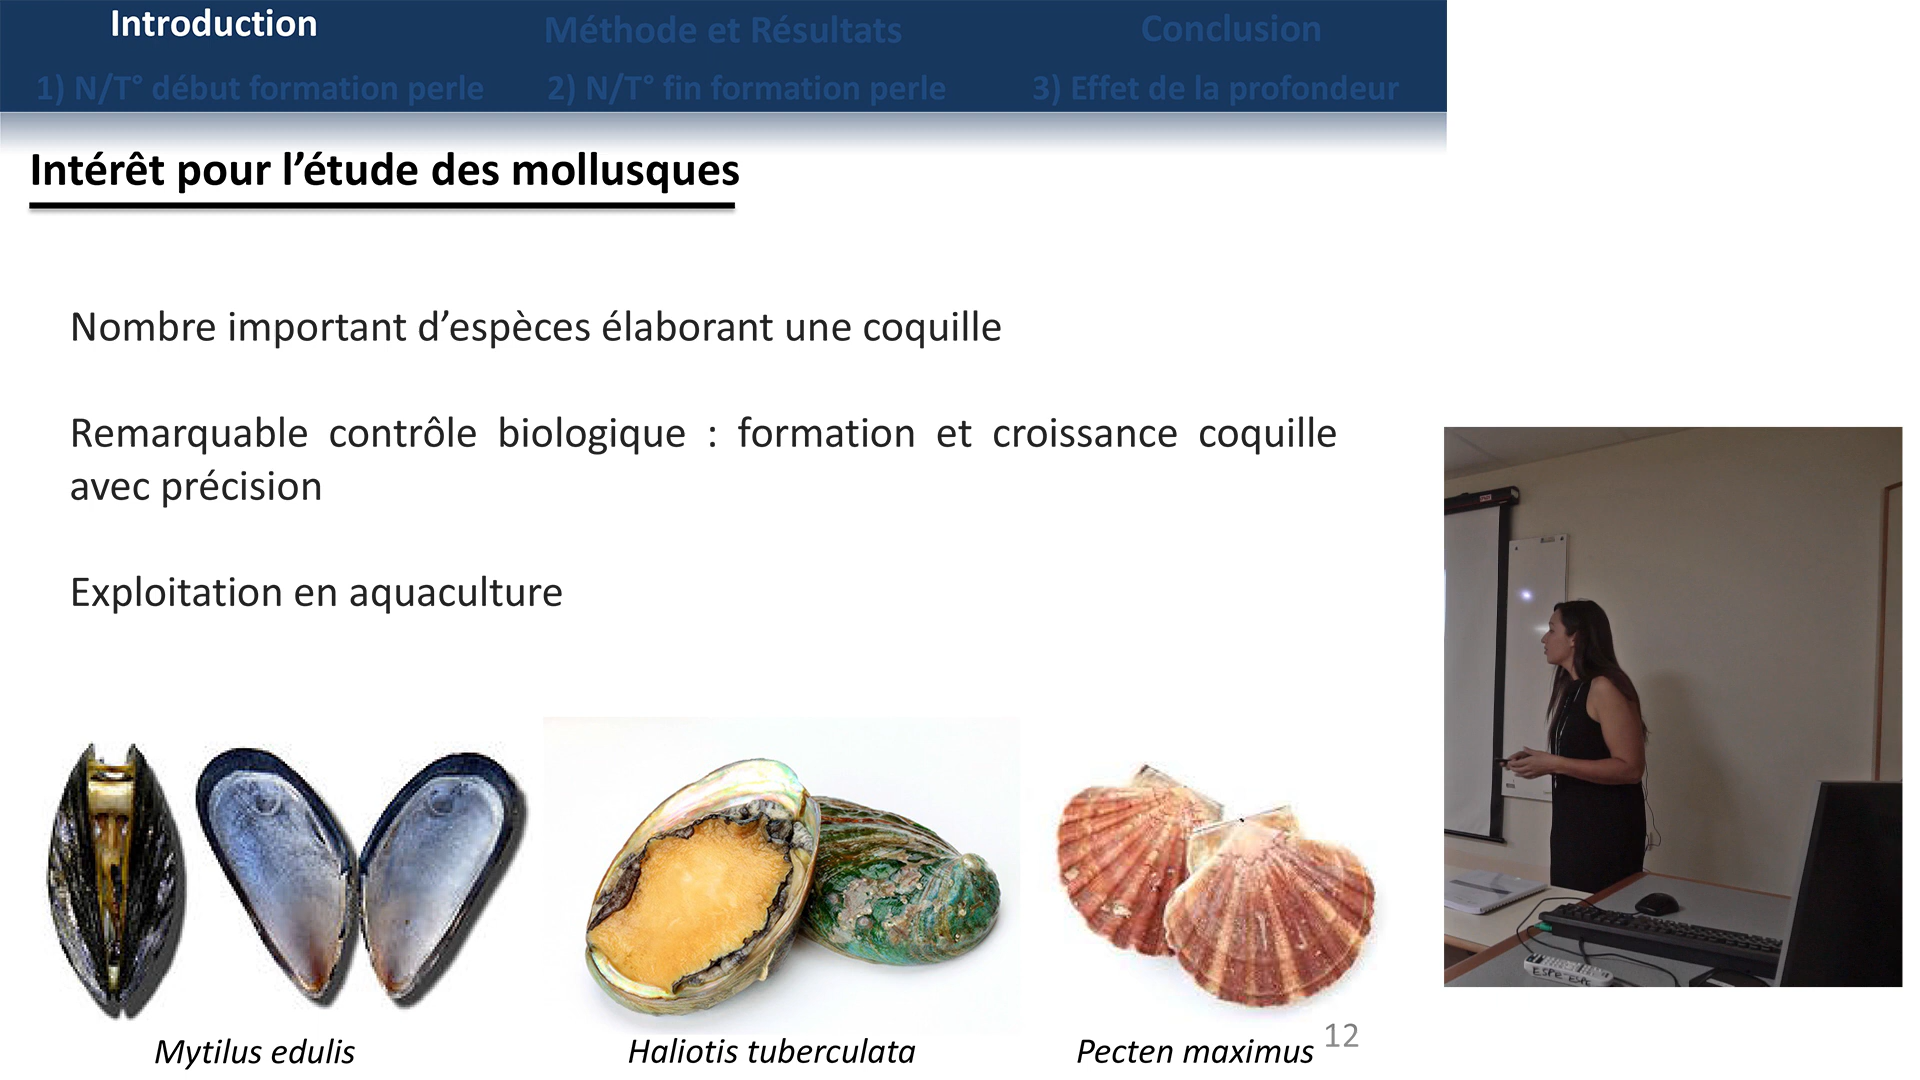 Introduction
Méthode et Résultats
Conclusion
1) N/T° début formation perle
2) N/T° fin formation perle
3) Effet de la profondeur
Intérêt pour l’étude des mollusques
Nombre important d’espèces élaborant une coquille
Remarquable contrôle biologique : formation et croissance coquille
avec précision
Exploitation en aquaculture
Mytilus edulis
Haliotis tuberculata
Pecten maximus
12
ESPE-ESPE